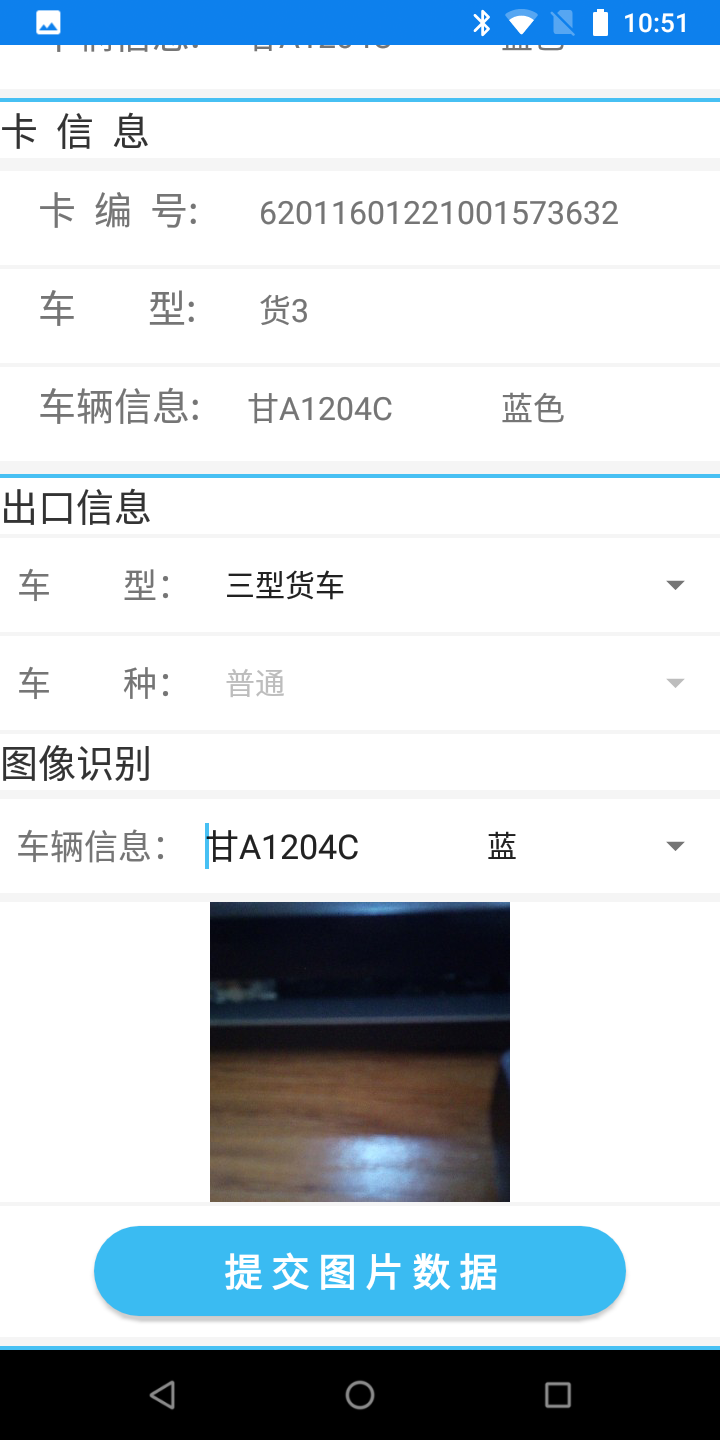 10:51
卡 信 息
卡 编 号: 62011601221001573632
车 型: 货3
车辆信息: 甘A1204C 蓝色
出口信息
车 型： 三型货车
车 种： 普通
图像识别
车辆信息： 甘A1204C 蓝
提交图片数据